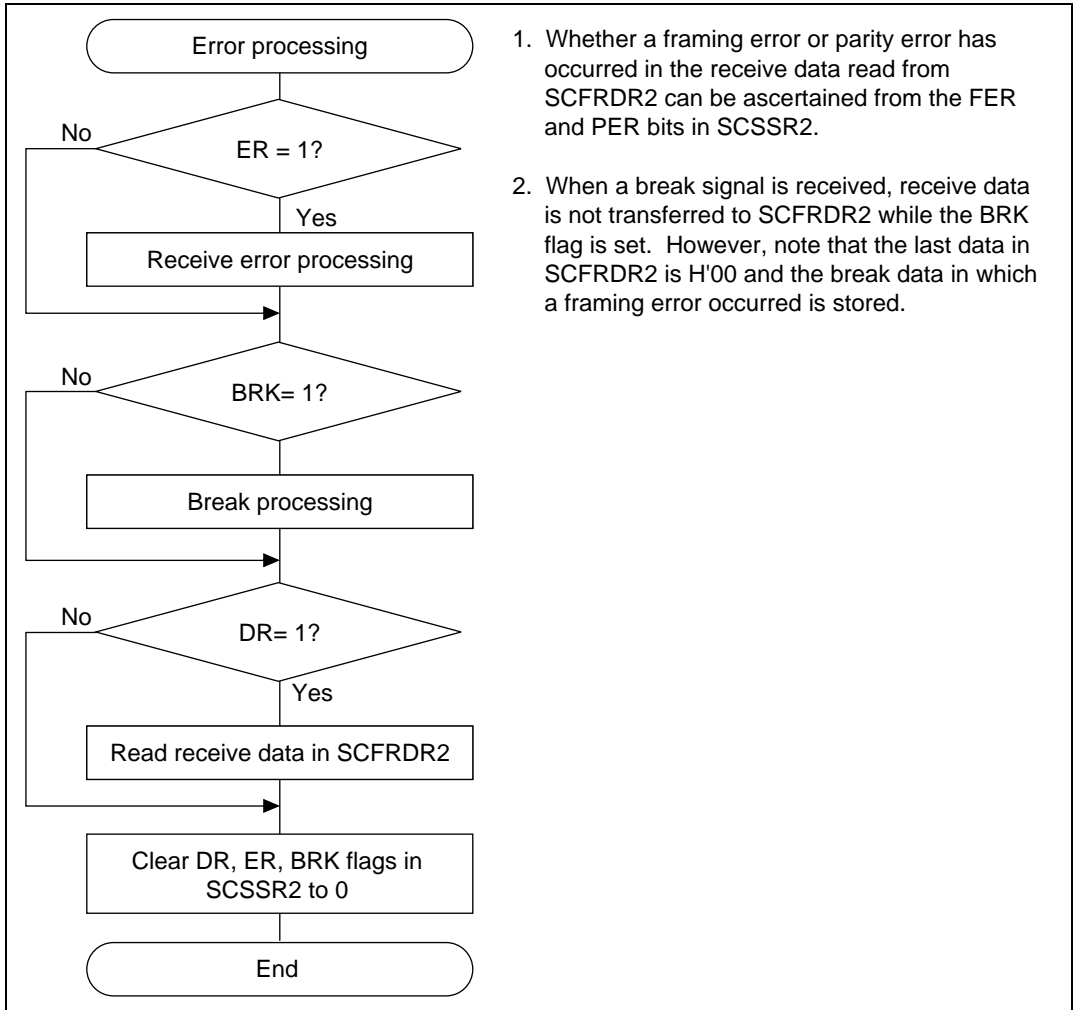 Error processing
No
ER = 1?
Yes
Receive error processing
No
BRK= 1?
Break processing
No
DR= 1?
Yes
Read receive data in SCFRDR2
Clear DR, ER, BRK flags in
SCSSR2 to 0
End
1. Whether a framing error or parity error has
occurred in the receive data read from
SCFRDR2 can be ascertained from the FER
and PER bits in SCSSR2.
2. When a break signal is received, receive data
is not transferred to SCFRDR2 while the BRK
flag is set. However, note that the last data in
SCFRDR2 is H'00 and the break data in which
a framing error occurred is stored.